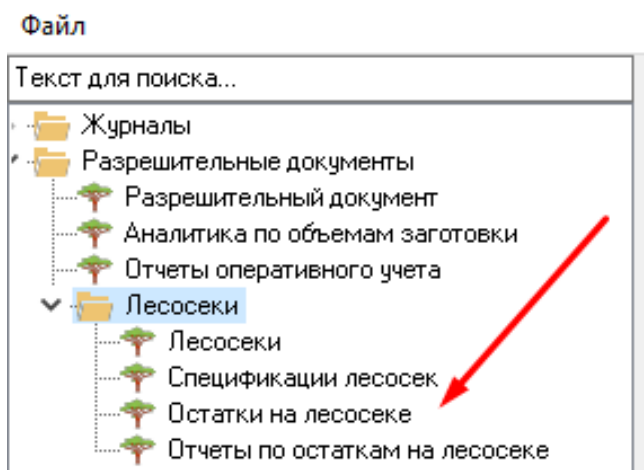 Файл
Текст для поиска...
Журналы
Разрешительные документы
Разрешительный документ
Аналитика по объемам заготовки
Отчеты оперативного учета
Лесосеки
Лесосеки
Спецификации лесосек
Остатки на лесосеке
Отчеты по остаткам на лесосеке